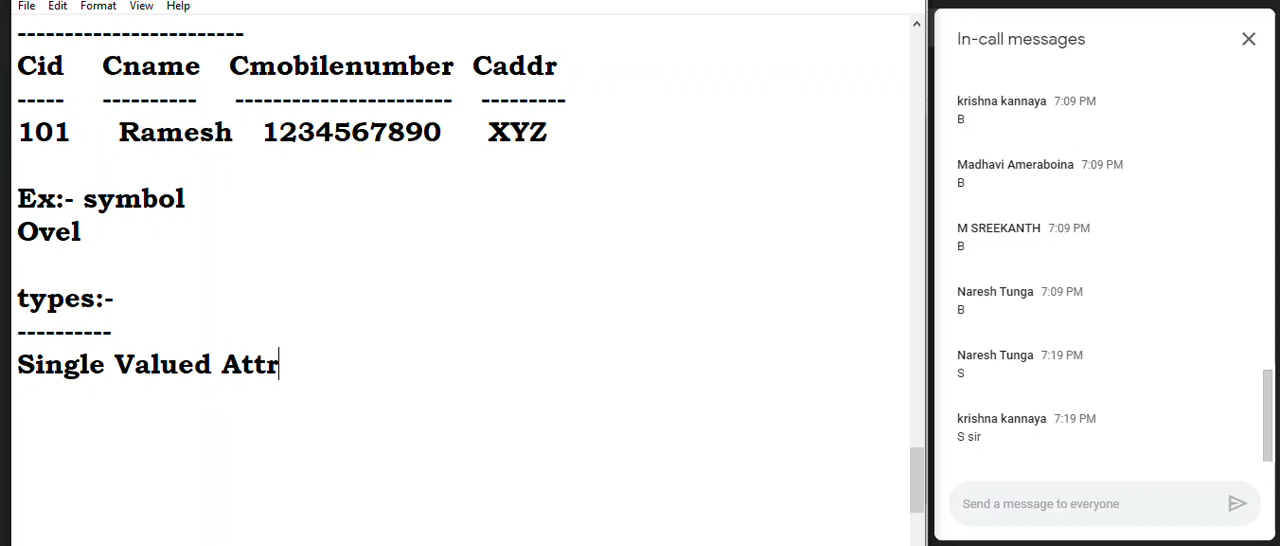 File Edit Format View Help
------------------------
Cid Cname Cmobilenumber Caddr
----- ---------- ----------------------- ---------
101 Ramesh 1234567890 XYZ
Ex:- symbol
Ovel
types:-
----------
Single Valued Attr
In-call messages
krishna kannaya 7:09 PM
B
Madhavi Ameraboina 7:09 PM
B
M SREEKANTH 7:09 PM
B
Naresh Tunga 7:09 PM
B
Naresh Tunga 7:19 PM
S
krishna kannaya 7:19 PM
S sir
Send a message to everyone